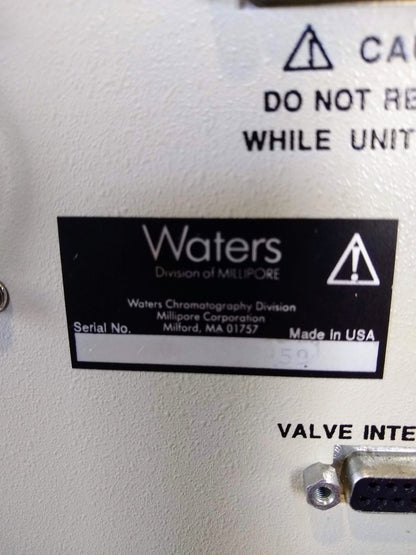 CAU
DO NOT RE
WHILE UNIT
Waters
Division of MILLIPORE
Waters Chromatography Division
Millipore Corporation
Serial No. Milford, MA 01757 Made in USA
VALVE INTE